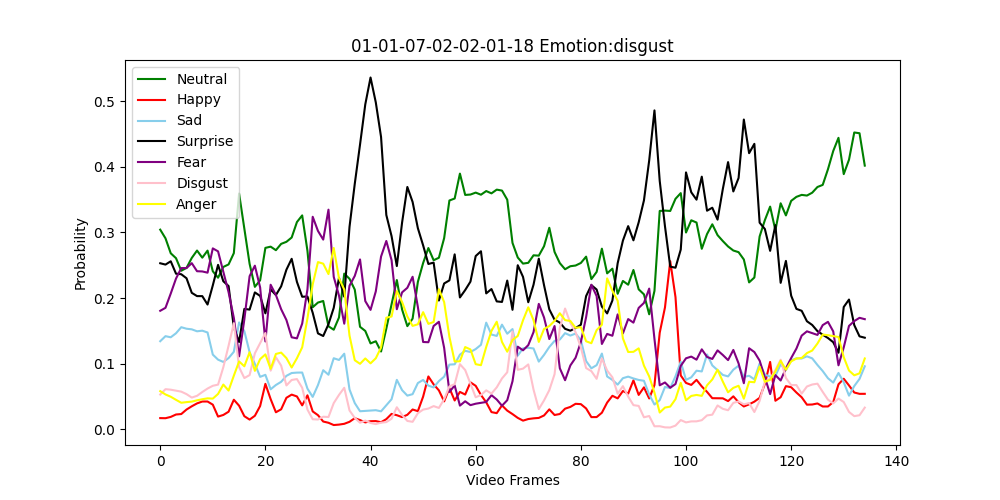 01-01-07-02-02-01-18 Emotion:disgust
Neutral
Happy
Sad
Surprise
Fear
Disgust
Anger
Probability
0.5
0.4
0.3
0.2
0.1
0.0
0 20 40 60 80 100 120 140
Video Frames